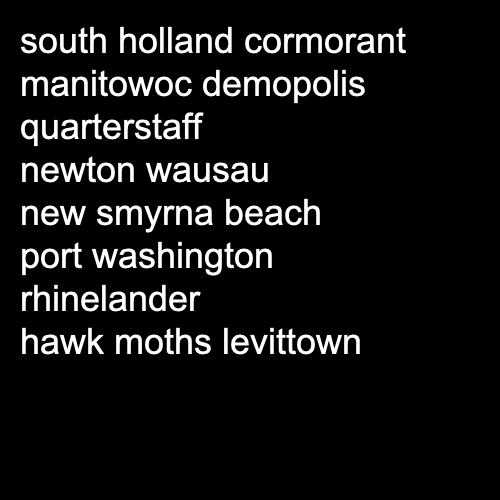 south holland cormorant
manitowoc demopolis
quarterstaff
newton wausau
new smyrna beach
port washington
rhinelander
hawk moths levittown